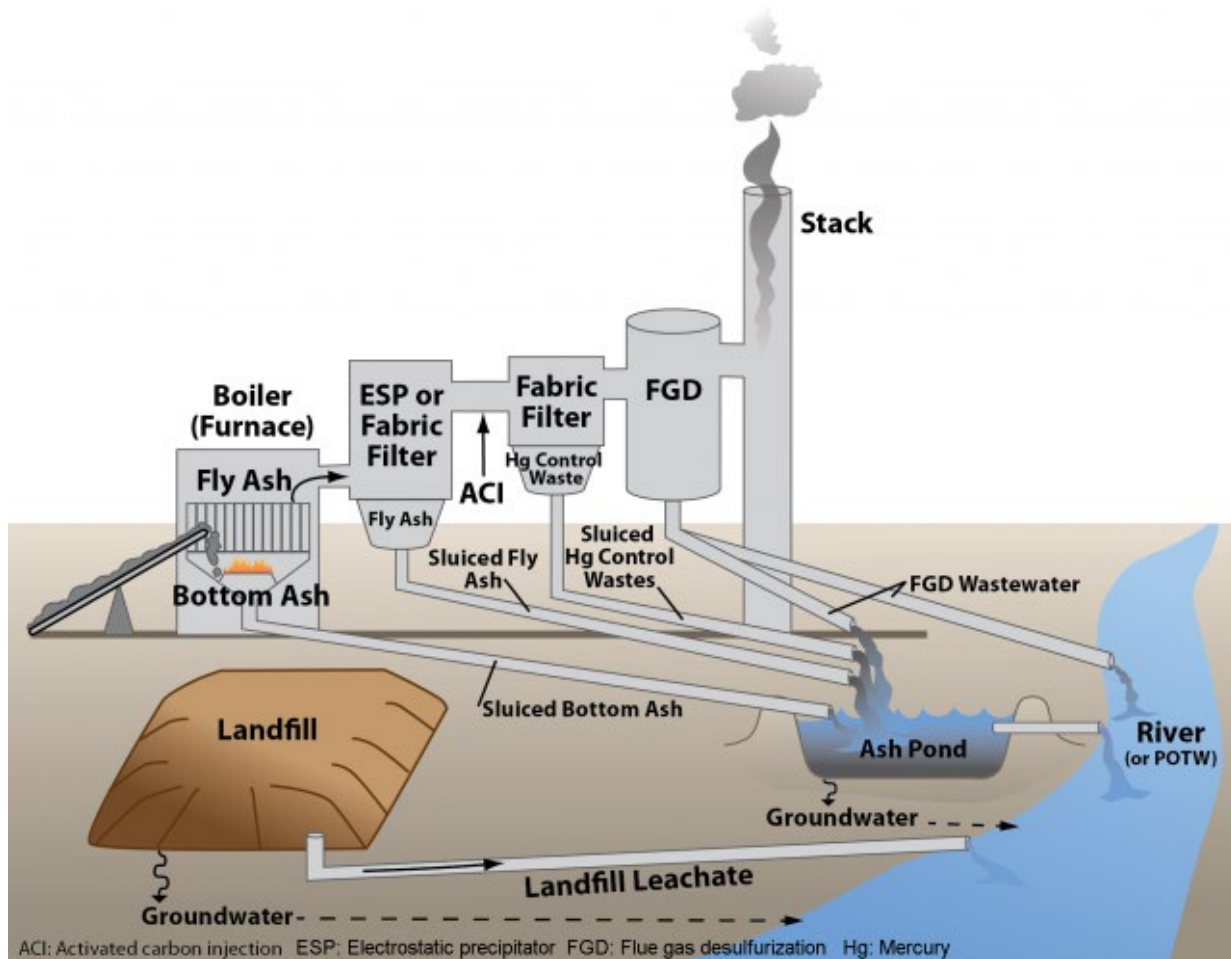 Stack
Boiler
(Furnace)
Fly Ash
Bottom Ash
ESP or
Fabric
Filter
Fly Ash
ACI
Fabric
Filter
Hg Control
Waste
FGD
Sluiced Fly
Ash
Sluiced
Hg Control
Wastes
FGD Wastewater
Sluiced Bottom Ash
Landfill
Ash Pond
River
(or POTW)
Groundwater
Landfill Leachate
Groundwater
ACI: Activated carbon injection ESP: Electrostatic precipitator FGD: Flue gas desulfurization Hg: Mercury